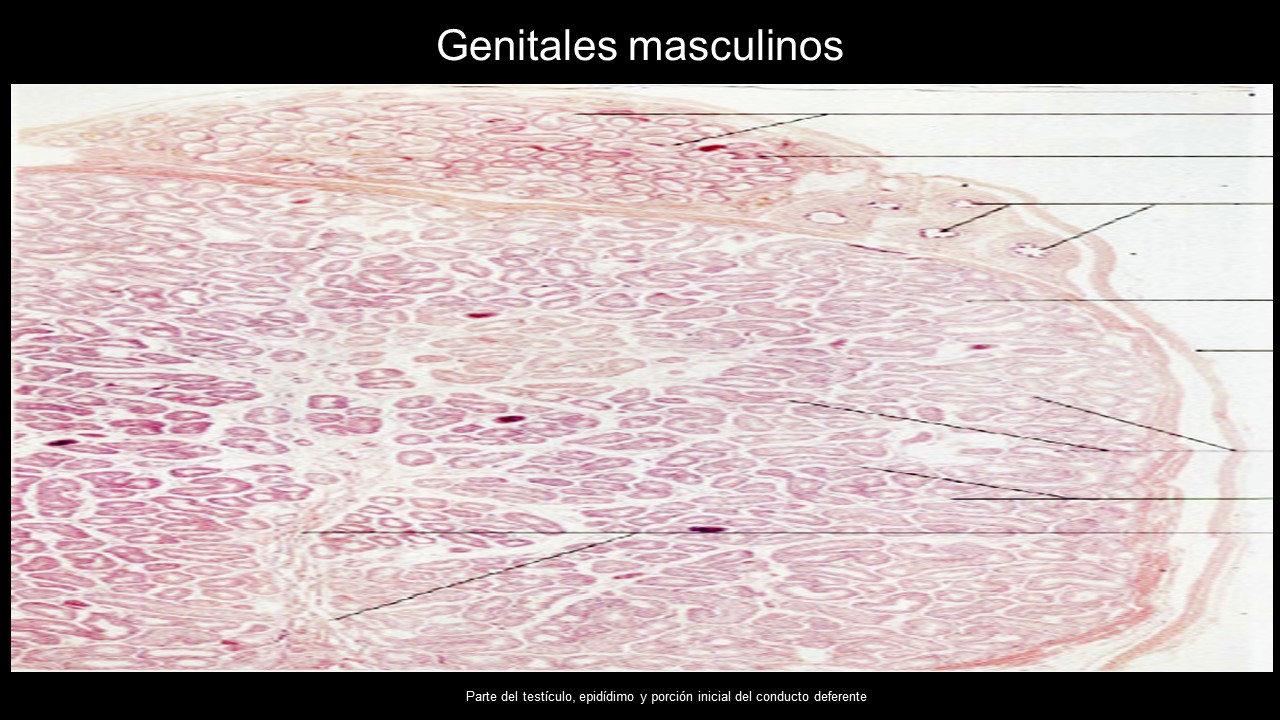 Genitales masculinos
Parte del testículo, epidídimo y porción inicial del conducto deferente